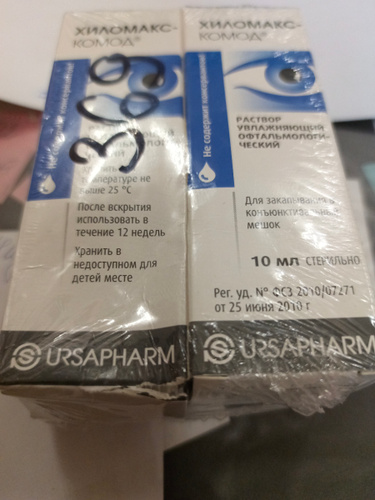 ХИЛОМАКС-
КОМОД®
Не содержит консервантов
369
температуре не
выше 25 °C
После вскрытия
использовать в
течение 12 недель
Хранить в
недоступном для
детей месте
URSAPHARM
ХИЛОМАКС-
КОМОД®
Не содержит консервантов
РАСТВОР
УВЛАЖНЯЮЩИЙ
ОФТАЛЬМОЛОГИ-
ЧЕСКИЙ
Для закапывания в
конъюнктивальный
мешок
10 мл СТЕРИЛЬНО
Рег. уд. № ФСЗ 2010/07271
от 25 июня 2010 г
URSAPHARM